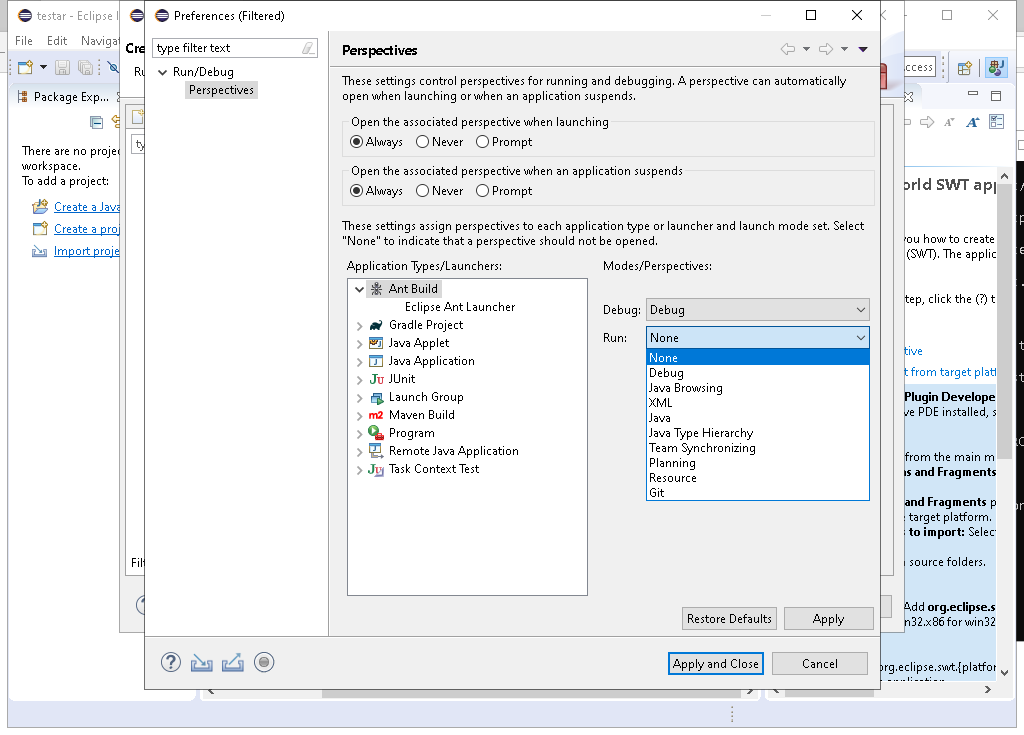 testar - Eclipse I
Preferences (Filtered)
File Edit Navigat
Cre
type filter text
Perspectives
Ru
Run/Debug
Perspectives
These settings control perspectives for running and debugging. A perspective can automatically
open when launching or when an application suspends.
ccess
Package Exp...
Open the associated perspective when launching
Always Never Prompt
There are no projec
workspace.
To add a project:
ty
Open the associated perspective when an application suspends
Always Never Prompt
Create a Java
Create a proj
Import proje
orld SWT app
These settings assign perspectives to each application type or launcher and launch mode set. Select
"None" to indicate that a perspective should not be opened.
you how to create
(SWT). The applic
Application Types/Launchers:
Modes/Perspectives:
Ant Build
Eclipse Ant Launcher
Gradle Project
Java Applet
Java Application
JUnit
Launch Group
Maven Build
Program
Remote Java Application
Task Context Test
Debug: Debug
Run: None
None
Debug
Java Browsing
XML
Java
Java Type Hierarchy
Team Synchronizing
Planning
Resource
Git
tep, click the (?) t
tive
t from target platf
Plugin Develope
ve PDE installed, s
from the main m
ns and Fragments
and Fragments p
e target platform.
to import: Selec
source folders.
Add org.eclipse.s
in32.x86 for win32
org.eclipse.swt.{platfor
Filt
Restore Defaults
Apply
Apply and Close
Cancel